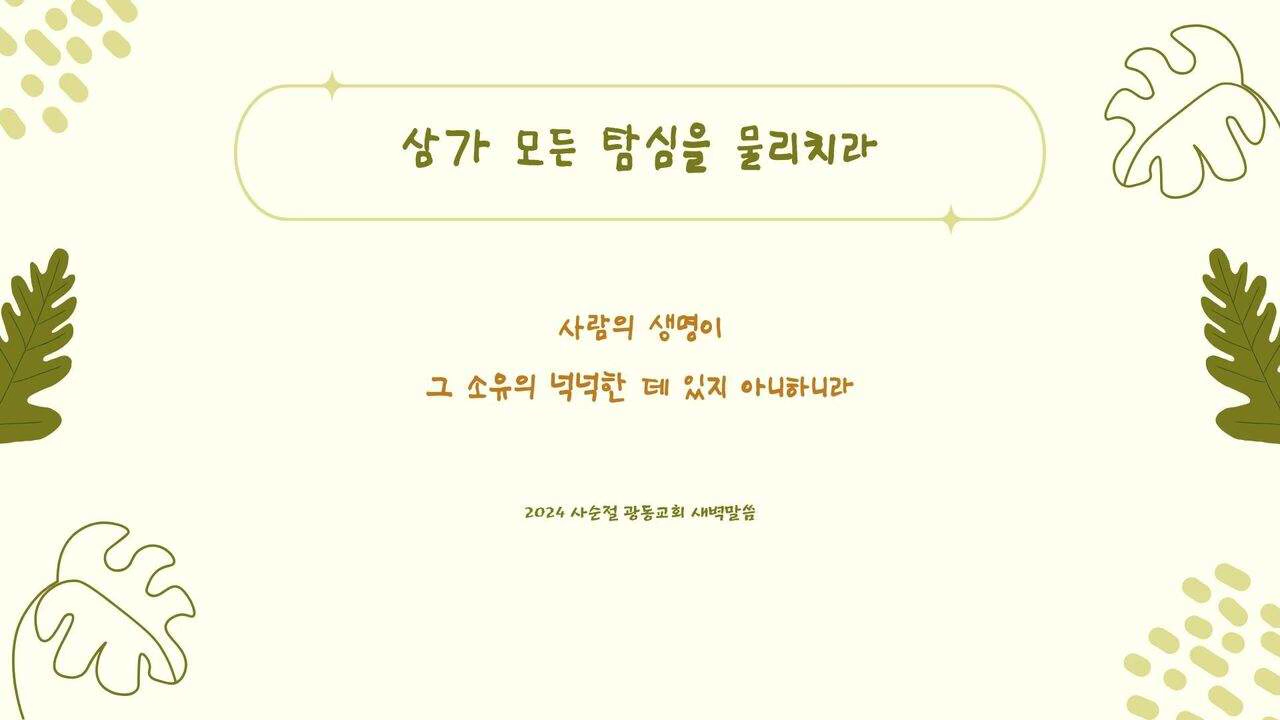 삼가 모든 탐심을 물리치라
사람의 생명이
그 소유의 넉넉한 데 있지 아니하니라
2024 사순절 광동교회 새벽말씀